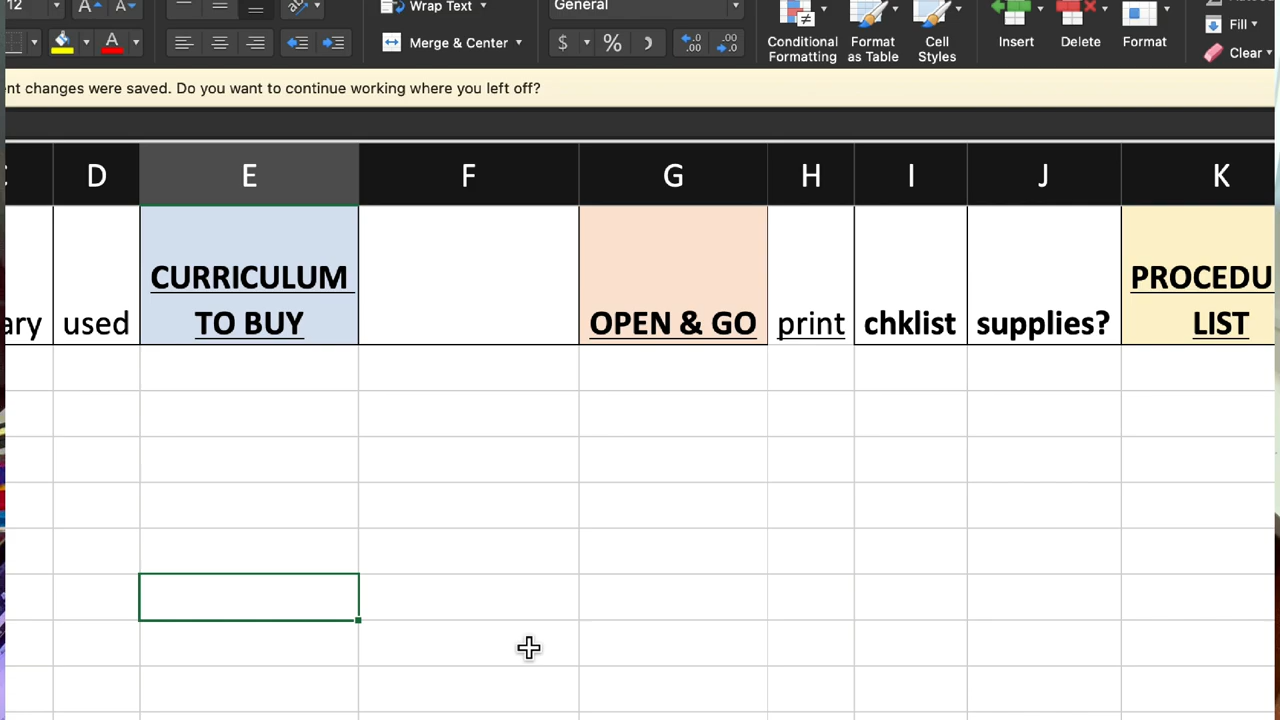 12 A A
Wrap Text
General
Merge & Center
$ % .00 .00
Conditional Formatting
Format as Table
Cell Styles
Insert
Delete
Format
Fill
Clear
nt changes were saved. Do you want to continue working where you left off?
D E F G H I J K
ary
used
CURRICULUM
TO BUY
OPEN & GO
print
chklist
supplies?
PROCEDU
LIST